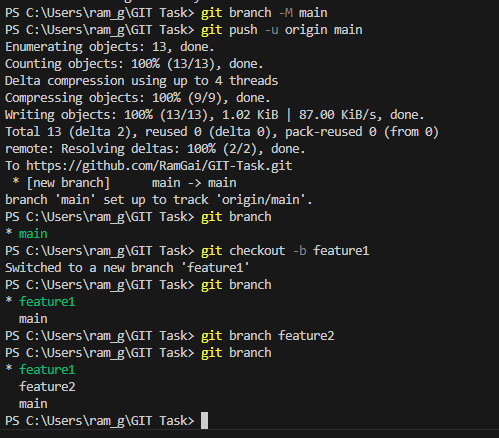 PS C:\Users\ram_g\GIT Task> git branch -M main
PS C:\Users\ram_g\GIT Task> git push -u origin main
Enumerating objects: 13, done.
Counting objects: 100% (13/13), done.
Delta compression using up to 4 threads
Compressing objects: 100% (9/9), done.
Writing objects: 100% (13/13), 1.02 KiB | 87.00 KiB/s, done.
Total 13 (delta 2), reused 0 (delta 0), pack-reused 0 (from 0)
remote: Resolving deltas: 100% (2/2), done.
To https://github.com/RamGai/GIT-Task.git
 * [new branch]      main -> main
branch 'main' set up to track 'origin/main'.
PS C:\Users\ram_g\GIT Task> git branch
* main
PS C:\Users\ram_g\GIT Task> git checkout -b feature1
Switched to a new branch 'feature1'
PS C:\Users\ram_g\GIT Task> git branch
* feature1
  main
PS C:\Users\ram_g\GIT Task> git branch feature2
PS C:\Users\ram_g\GIT Task> git branch
* feature1
  feature2
  main
PS C:\Users\ram_g\GIT Task>